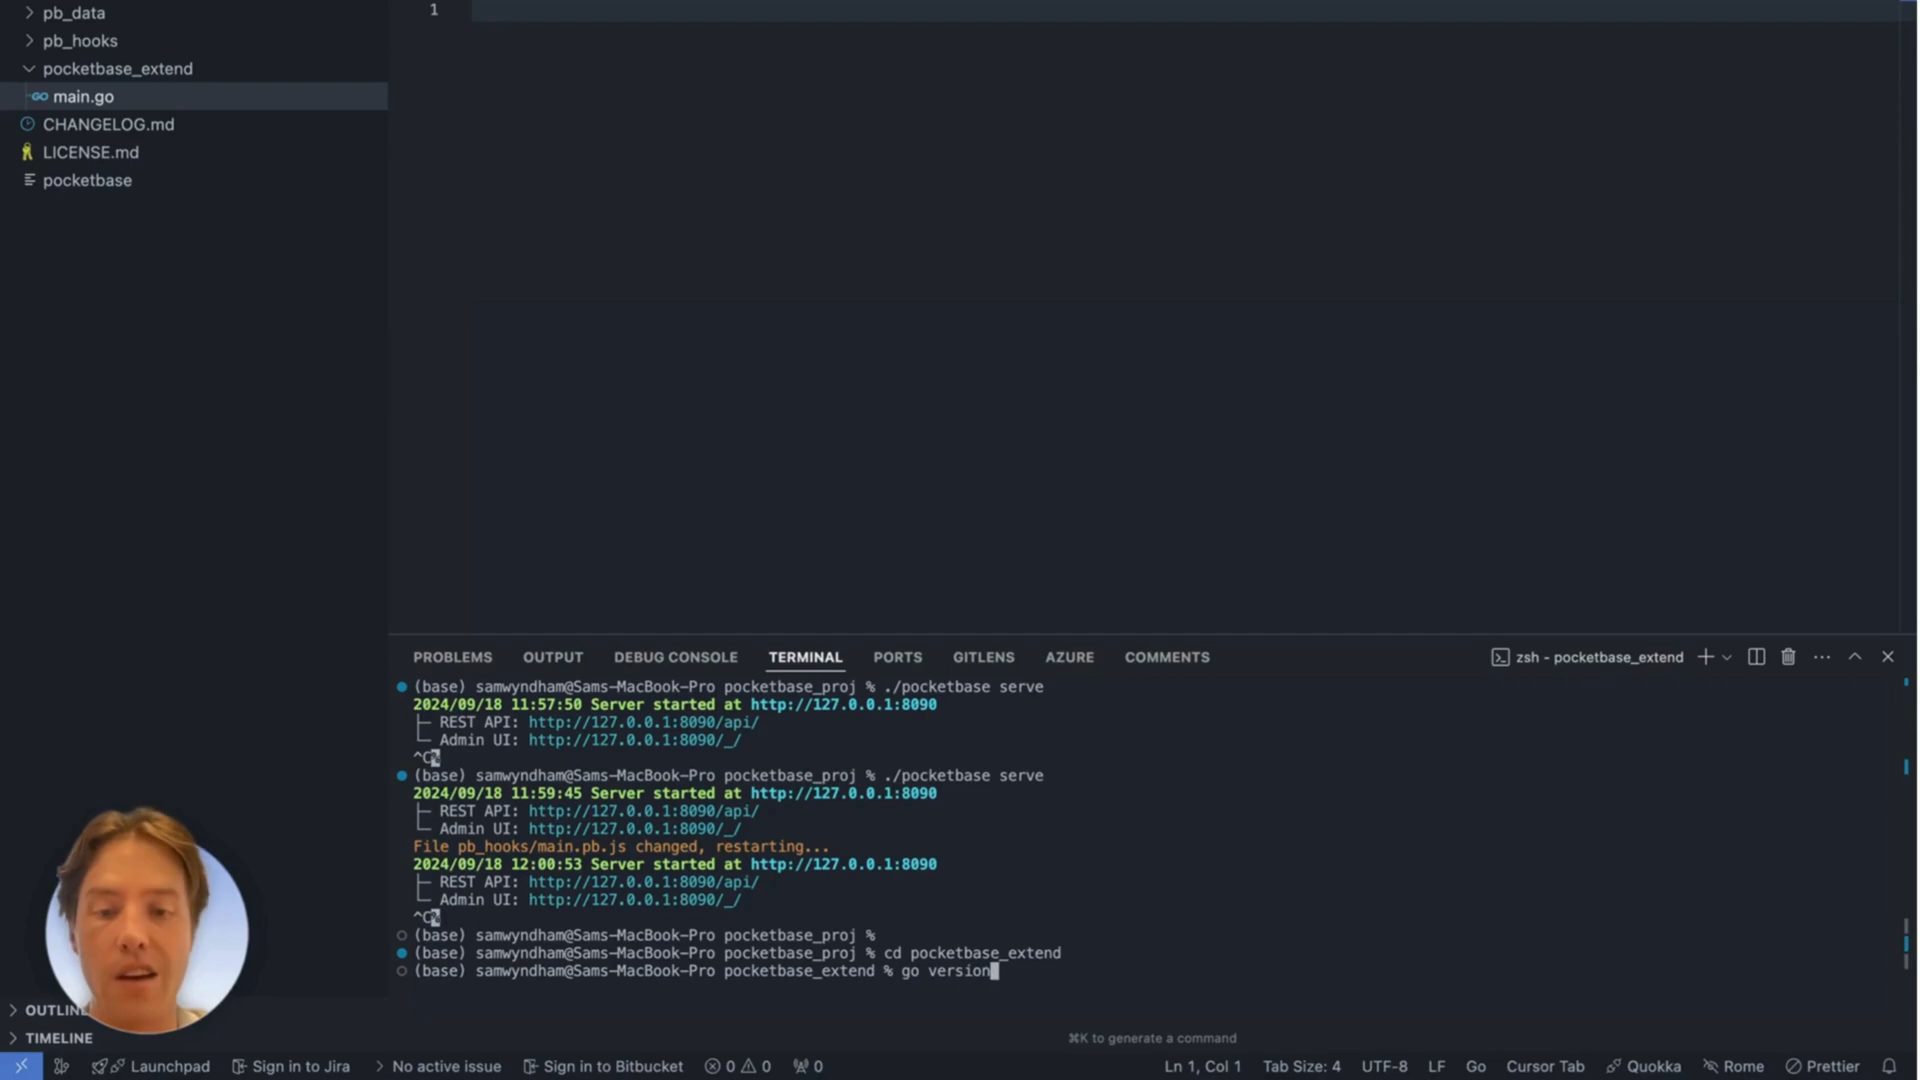 pb_data
pb_hooks
pocketbase_extend
main.go
CHANGELOG.md
LICENSE.md
pocketbase
1
PROBLEMS OUTPUT DEBUG CONSOLE TERMINAL PORTS GITLENS AZURE COMMENTS
zsh - pocketbase_extend
(base) samwyndham@Sams-MacBook-Pro pocketbase_proj % ./pocketbase serve
2024/09/18 11:57:50 Server started at http://127.0.0.1:8090
├─ REST API: http://127.0.0.1:8090/api/
└─ Admin UI: http://127.0.0.1:8090/_/
^C%
(base) samwyndham@Sams-MacBook-Pro pocketbase_proj % ./pocketbase serve
2024/09/18 11:59:45 Server started at http://127.0.0.1:8090
├─ REST API: http://127.0.0.1:8090/api/
└─ Admin UI: http://127.0.0.1:8090/_/
File pb_hooks/main.pb.js changed, restarting...
2024/09/18 12:00:53 Server started at http://127.0.0.1:8090
├─ REST API: http://127.0.0.1:8090/api/
└─ Admin UI: http://127.0.0.1:8090/_/
^C%
(base) samwyndham@Sams-MacBook-Pro pocketbase_proj %
(base) samwyndham@Sams-MacBook-Pro pocketbase_proj % cd pocketbase_extend
(base) samwyndham@Sams-MacBook-Pro pocketbase_extend % go version
⌘K to generate a command
OUTLIN
TIMELINE
Launchpad Sign in to Jira No active issue Sign in to Bitbucket 0 0 0 Ln 1, Col 1 Tab Size: 4 UTF-8 LF Go Cursor Tab Quokka Rome Prettier